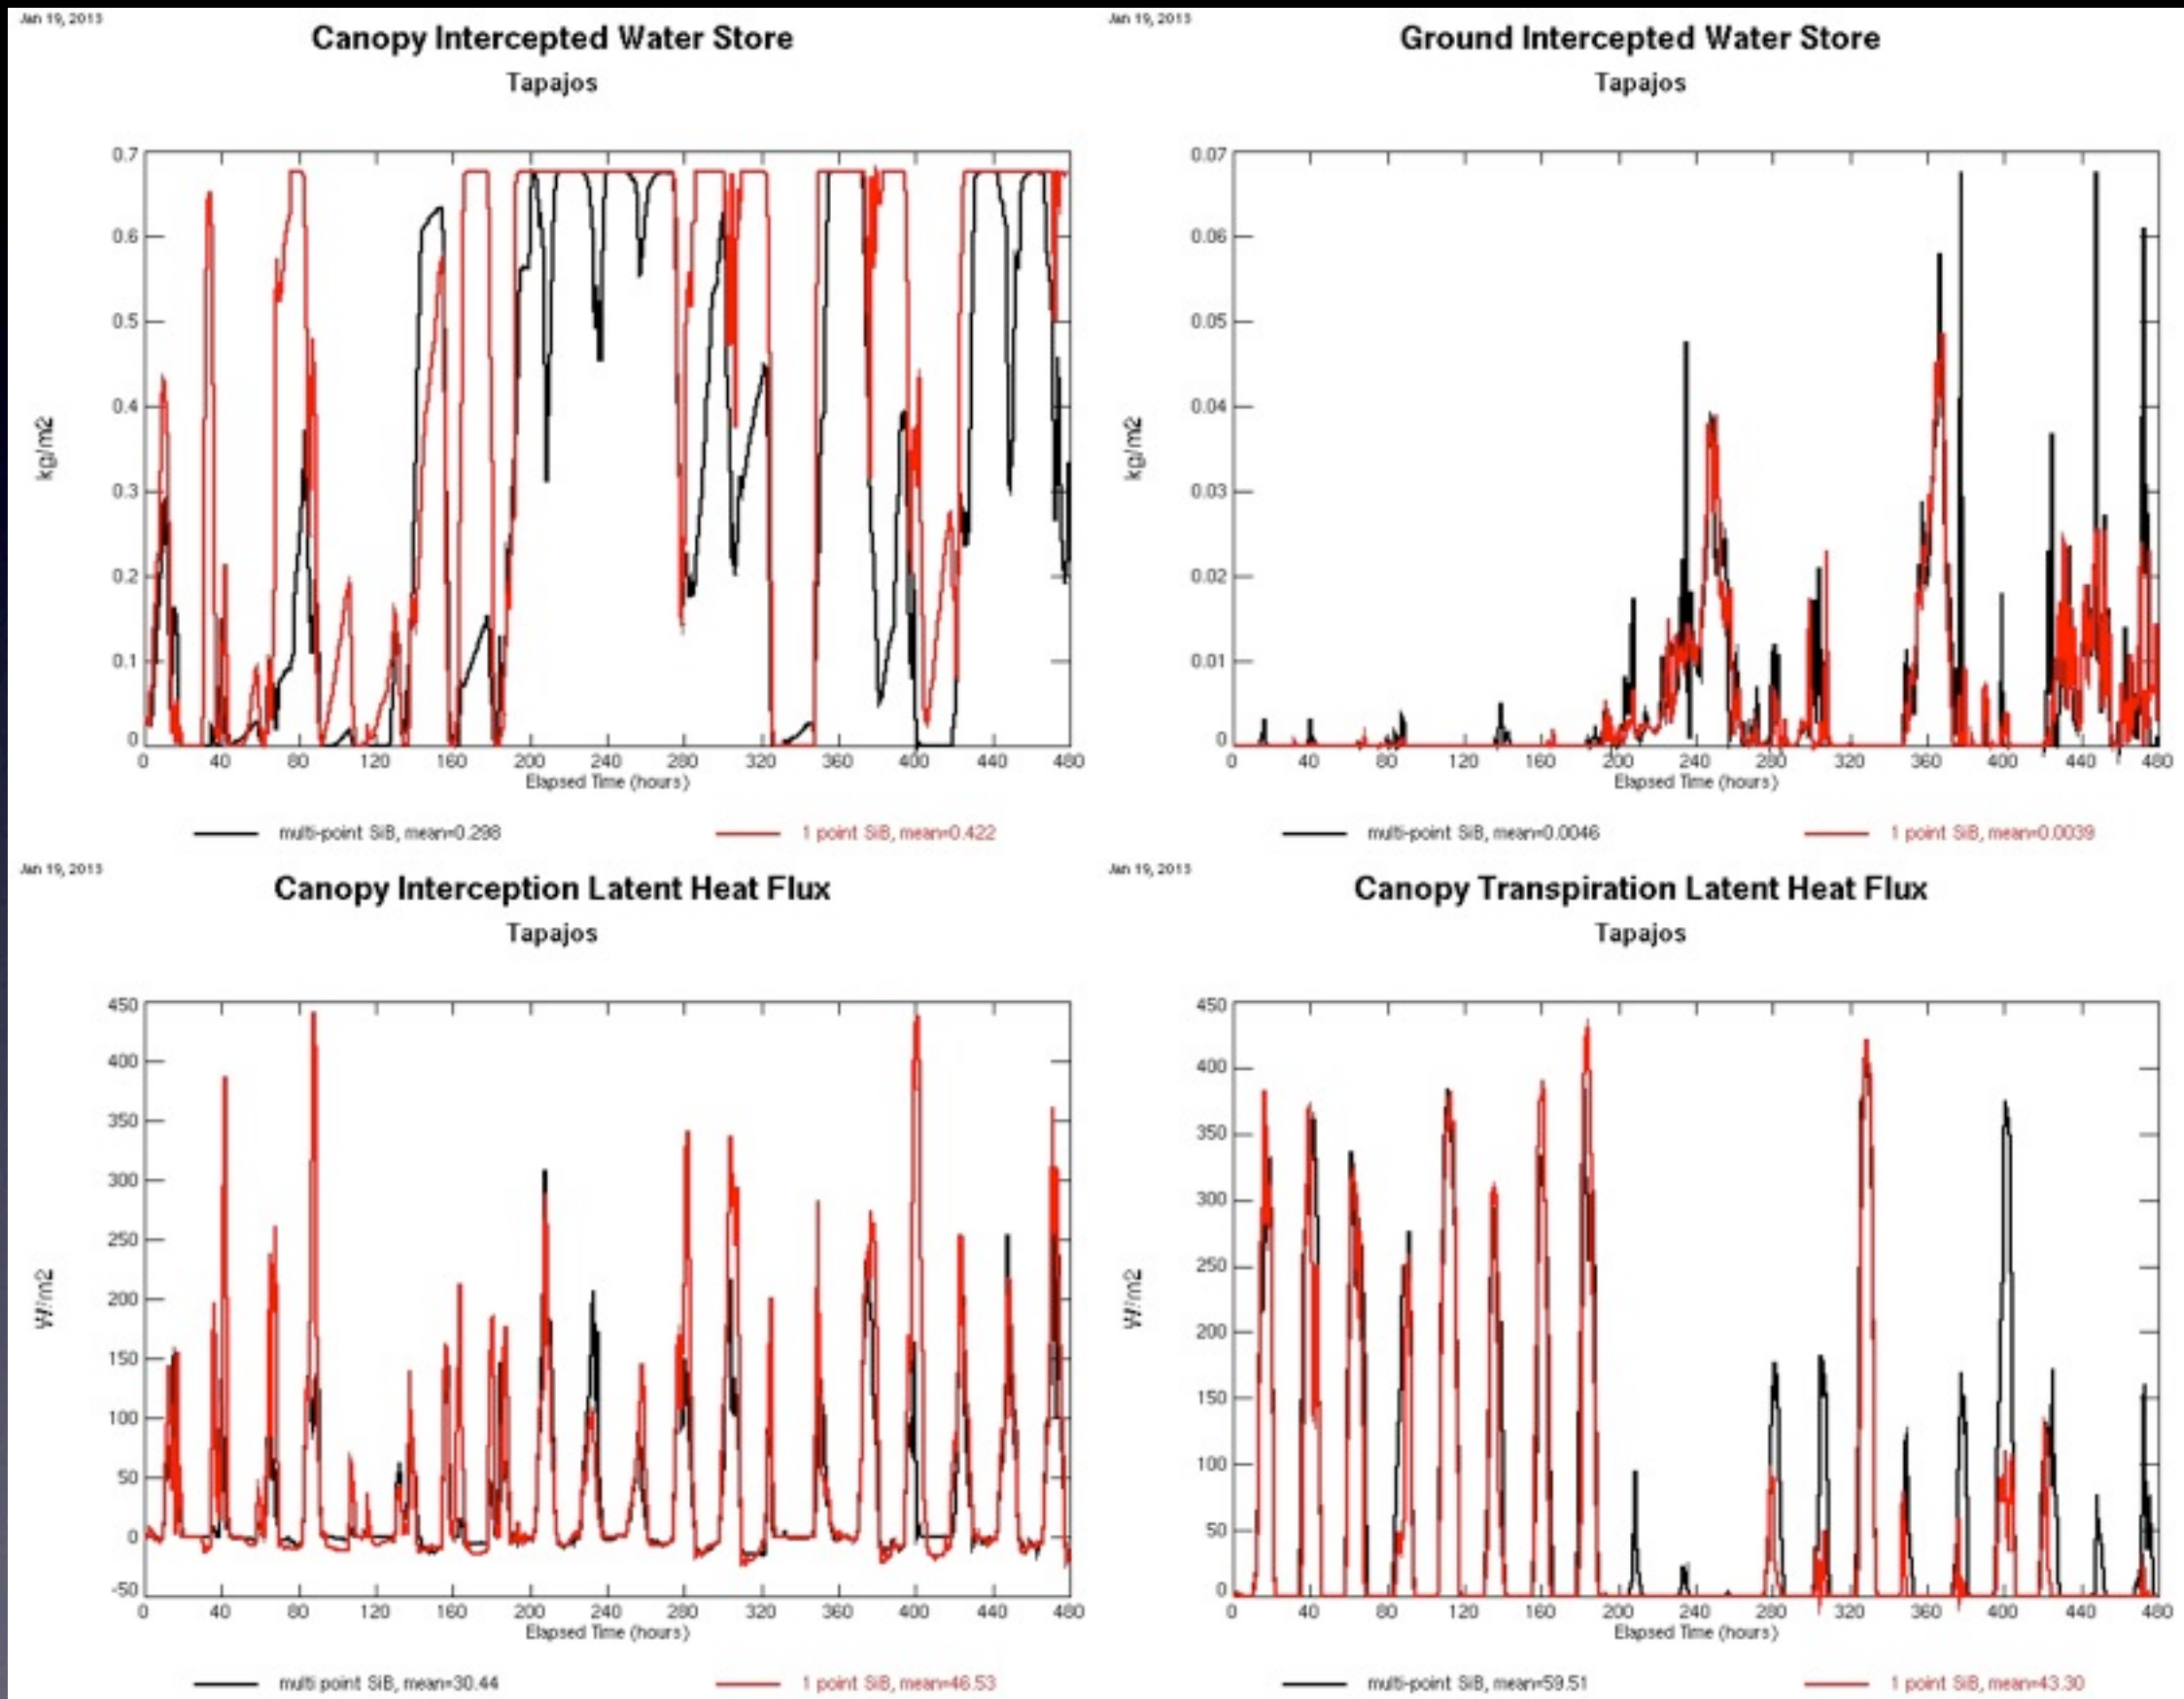 Jan 19, 2013
Canopy Intercepted Water Store
Tapajos
kg/m2
0.7
0.6
0.5
0.4
0.3
0.2
0.1
0
0 40 80 120 160 200 240 280 320 360 400 440 480
Elapsed Time (hours)
multi-point SiB, mean=0.298 1 point SiB, mean=0.422
Jan 19, 2013
Ground Intercepted Water Store
Tapajos
kg/m2
0.07
0.06
0.05
0.04
0.03
0.02
0.01
0
0 40 80 120 160 200 240 280 320 360 400 440 480
Elapsed Time (hours)
multi-point SiB, mean=0.0046 1 point SiB, mean=0.0039
Jan 19, 2013
Canopy Interception Latent Heat Flux
Tapajos
W/m2
450
400
350
300
250
200
150
100
50
0
-50
0 40 80 120 160 200 240 280 320 360 400 440 480
Elapsed Time (hours)
multi point SiB, mean=30.44 1 point SiB, mean=46.53
Jan 19, 2013
Canopy Transpiration Latent Heat Flux
Tapajos
W/m2
450
400
350
300
250
200
150
100
50
0
0 40 80 120 160 200 240 280 320 360 400 440 480
Elapsed Time (hours)
multi-point SiB, mean=59.51 1 point SiB, mean=43.30